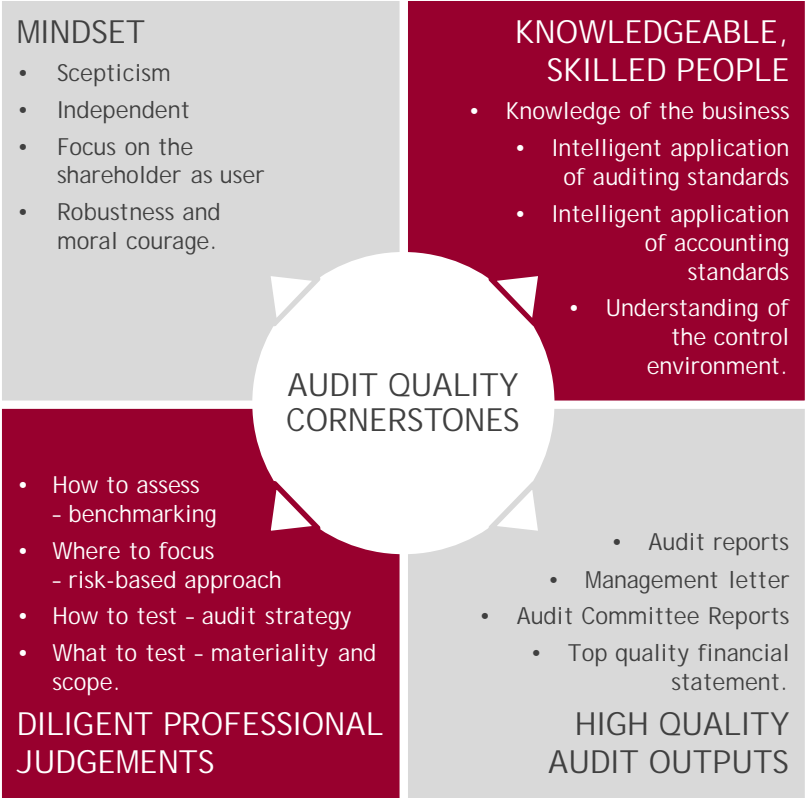 MINDSET
• Scepticism
• Independent
• Focus on the
shareholder as user
• Robustness and
moral courage.
KNOWLEDGEABLE,
SKILLED PEOPLE
• Knowledge of the business
• Intelligent application
of auditing standards
• Intelligent application
of accounting
standards
• Understanding of
the control
environment.
AUDIT QUALITY
CORNERSTONES
• How to assess
– benchmarking
• Where to focus
– risk-based approach
• How to test – audit strategy
• What to test – materiality and
scope.
DILIGENT PROFESSIONAL
JUDGEMENTS
• Audit reports
• Management letter
• Audit Committee Reports
• Top quality financial
statement.
HIGH QUALITY
AUDIT OUTPUTS